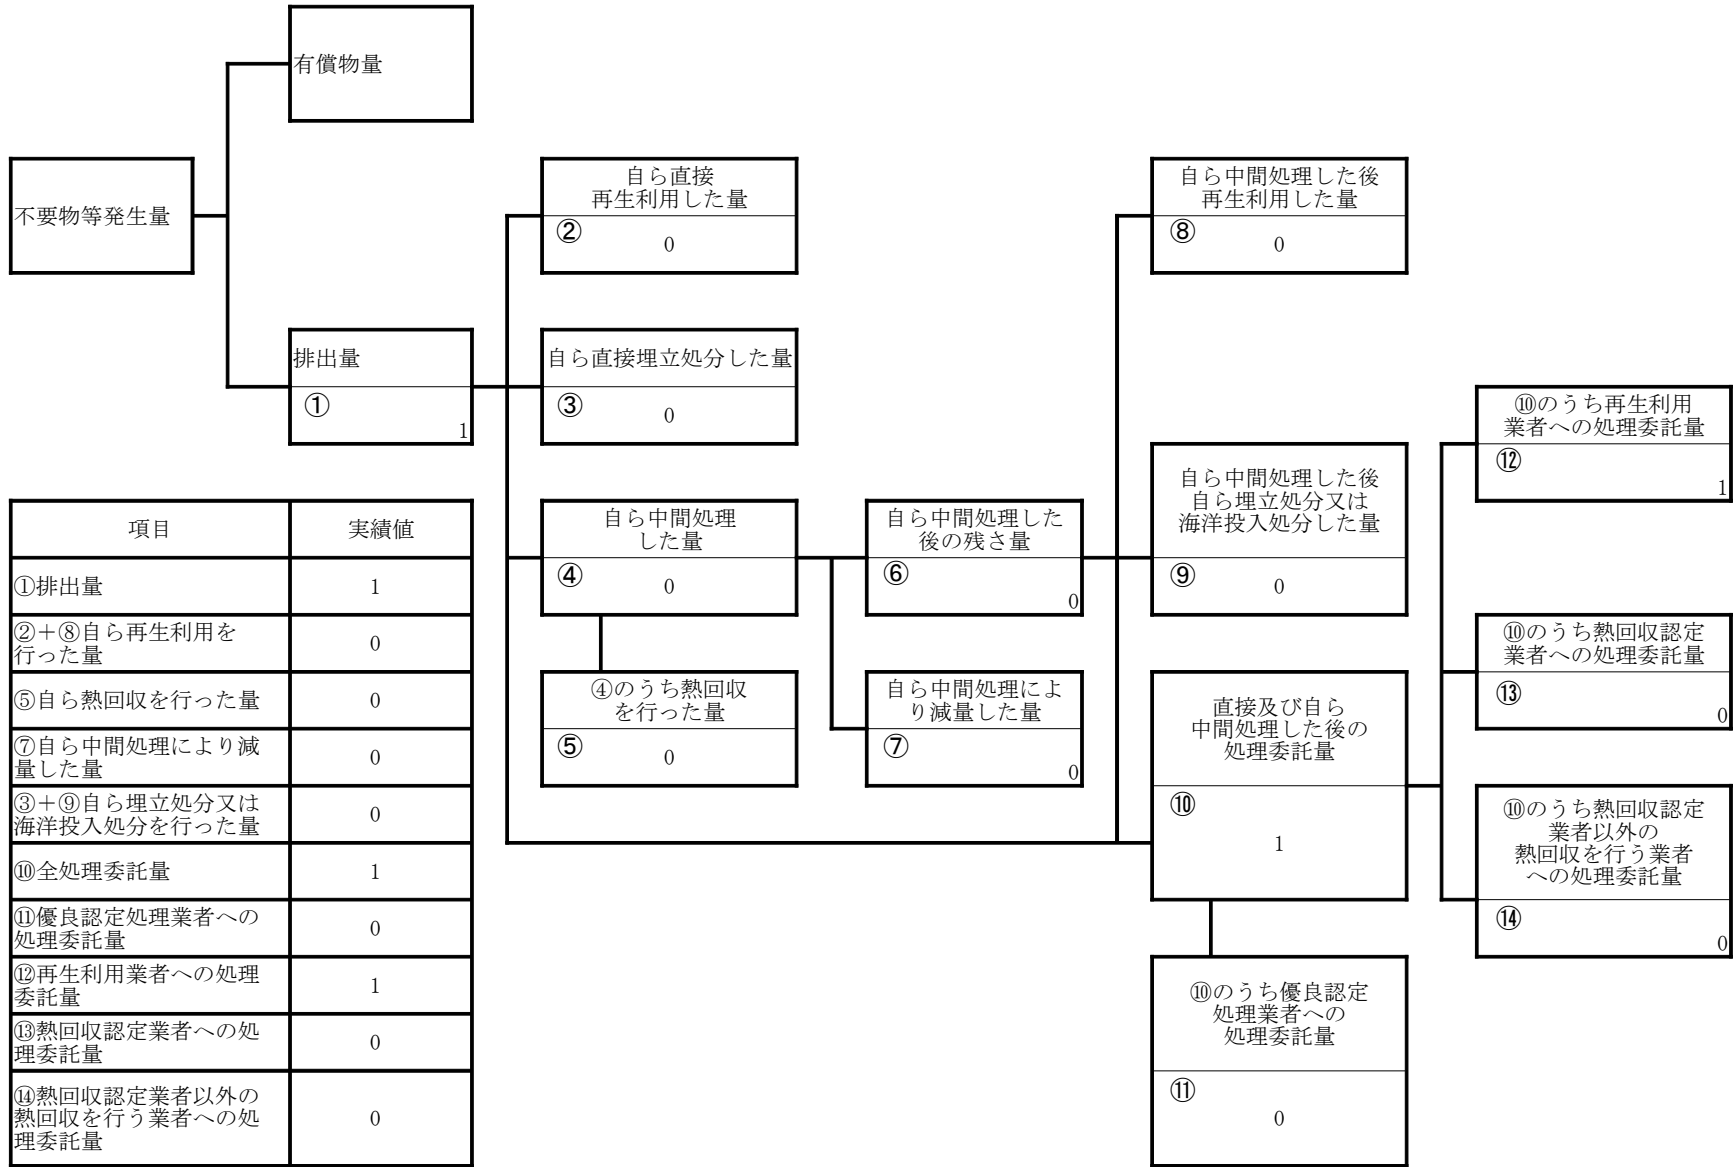 有償物量
不要物等発生量
自ら直接
再生利用した量
②
0
自ら中間処理した後
再生利用した量
⑧
0
排出量
①
1
自ら直接埋立処分した量
③
0
⑩のうち再生利用
業者への処理委託量
⑫
1
自ら中間処理
した量
④
0
自ら中間処理した
後の残さ量
⑥
0
自ら中間処理した後
自ら埋立処分又は
海洋投入処分した量
⑨
0
⑩のうち熱回収認定
業者への処理委託量
⑬
0
④のうち熱回収
を行った量
⑤
0
自ら中間処理によ
り減量した量
⑦
0
直接及び自ら
中間処理した後の
処理委託量
⑩
1
⑩のうち熱回収認定
業者以外の
熱回収を行う業者
への処理委託量
⑭
0
⑩のうち優良認定
処理業者への
処理委託量
⑪
0
項目 実績値
①排出量 1
②＋⑧自ら再生利用を
行った量 0
⑤自ら熱回収を行った量 0
⑦自ら中間処理により減
量した量 0
③＋⑨自ら埋立処分又は
海洋投入処分を行った量 0
⑩全処理委託量 1
⑪優良認定処理業者への
処理委託量 0
⑫再生利用業者への処理
委託量 1
⑬熱回収認定業者への処
理委託量 0
⑭熱回収認定業者以外の
熱回収を行う業者への処
理委託量 0